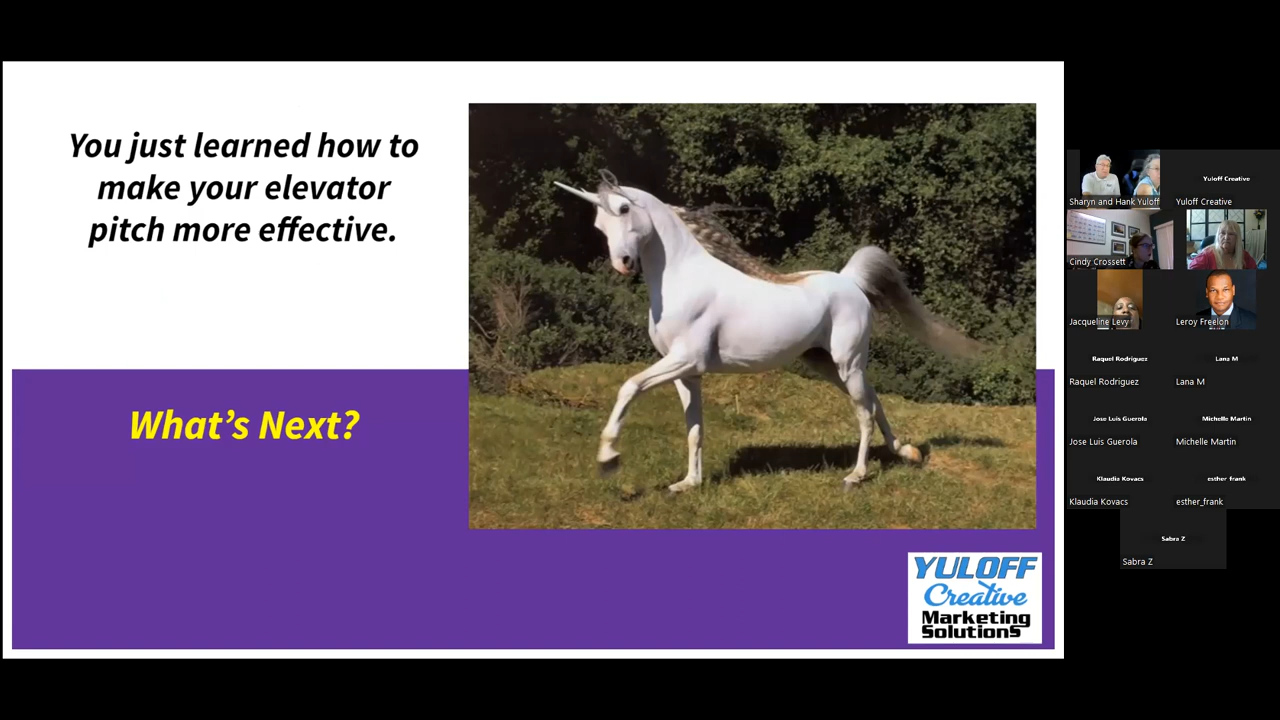 You just learned how to
make your elevator
pitch more effective.
What's Next?
YULOFF
Creative
Marketing
Solutions
Sharyn and Hank Yuloff
Yuloff Creative
Yuloff Creative
Cindy Crossett
Jacqueline Levy
Leroy Freelon
Raquel Rodriguez
Lana M
Raquel Rodriguez
Lana M
Jose Luis Guerola
Michelle Martin
Jose Luis Guerola
Michelle Martin
Klaudia Kovacs
esther_frank
Klaudia Kovacs
esther_frank
Sabra Z
Sabra Z